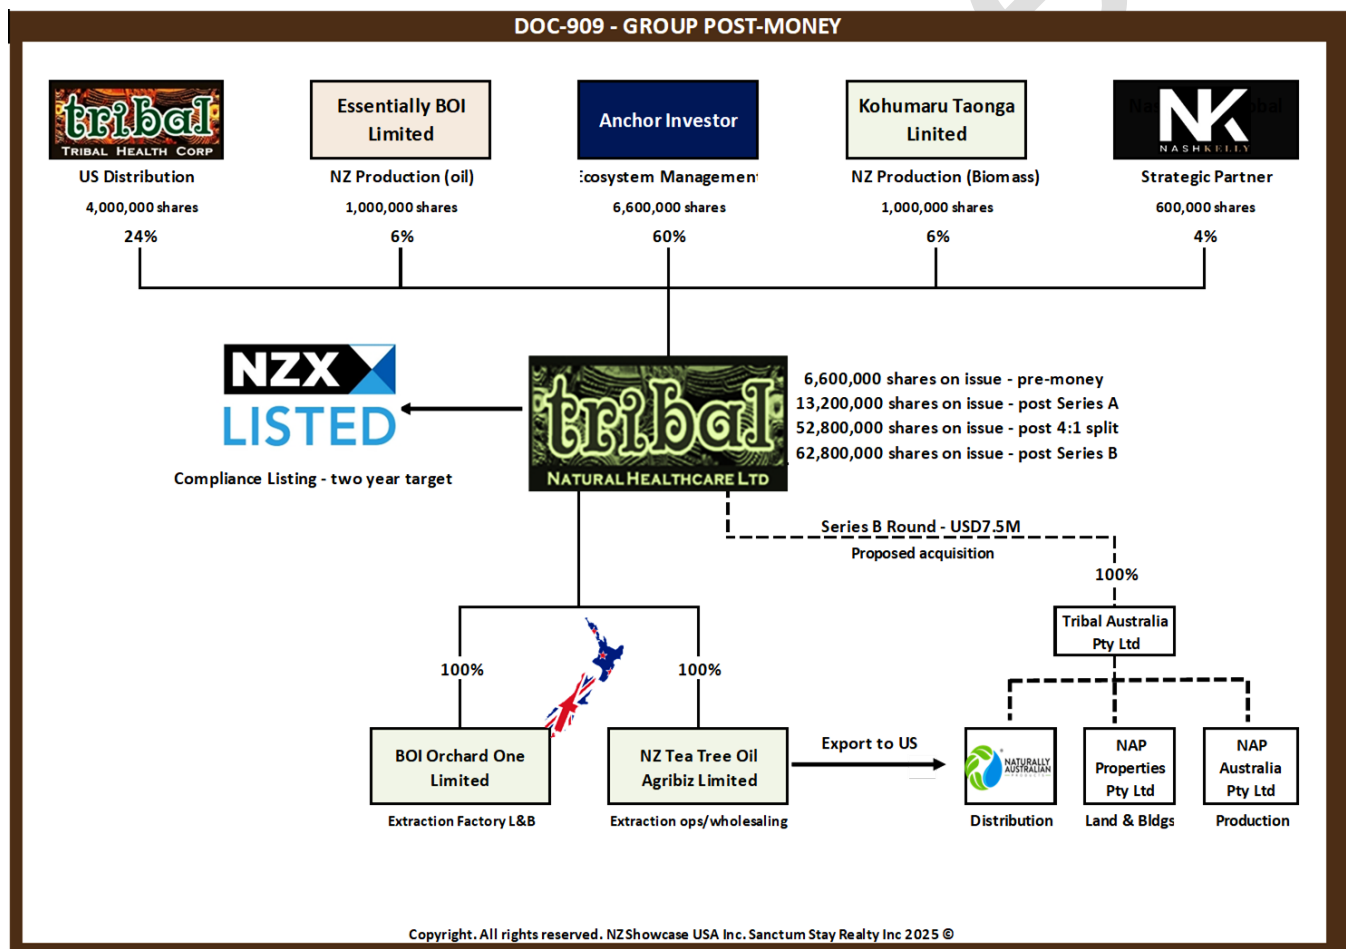 DOC-909 - GROUP POST-MONEY
tribal
TRIBAL HEALTH CORP
US Distribution
4,000,000 shares
24%
Essentially BOI
Limited
NZ Production (oil)
1,000,000 shares
6%
Anchor Investor
Ecosystem Management
6,600,000 shares
60%
Kohumaru Taonga
Linited
NZ Production (Biomass)
1,000,000 shares
6%
NK
NASHKELLY
Strategic Partner
600,000 shares
4%
NZX
LISTED
Compliance Listing - two year target
tribal
NATURAL HEALTHCARE LTD
6,600,000 shares on issue - pre-money
13,200,000 shares on issue - post Series A
52,800,000 shares on issue - post 4:1 split
62,800,000 shares on issue - post Series B
Series B Round - USD7.5M
Proposed acquisition
100%
Tribal Australia
Pty Ltd
100%
100%
BOI Orchard One
Limited
Extraction Factory L&B
NZ Tea Tree Oil
Agribiz Limited
Extraction ops/wholesaling
Export to US
NATURALLY
AUSTRALIAN
PRODUCTS
Distribution
NAP
Properties
Pty Ltd
Land & Bldgs
NAP
Australia
Pty Ltd
Production
Copyright. All rights reserved. NZShowcase USA Inc. Sanctum Stay Realty Inc 2025 ©